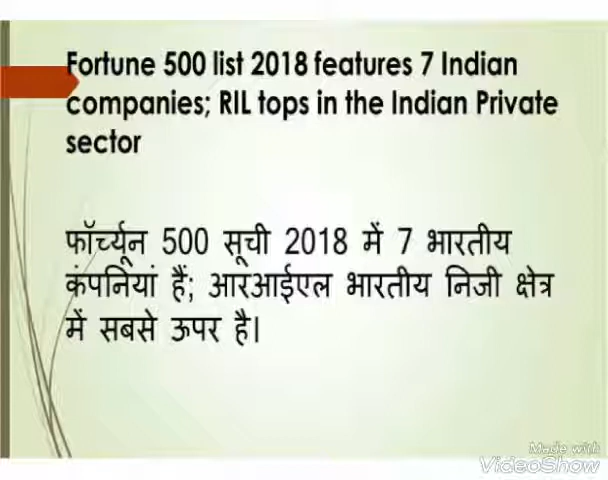 Fortune 500 list 2018 features 7 Indian
companies; RIL tops in the Indian Private
sector
फॉर्च्यून 500 सूची 2018 में 7 भारतीय
कंपनियां हैं; आरआईएल भारतीय निजी क्षेत्र
में सबसे ऊपर है।
Made with
VideoShow